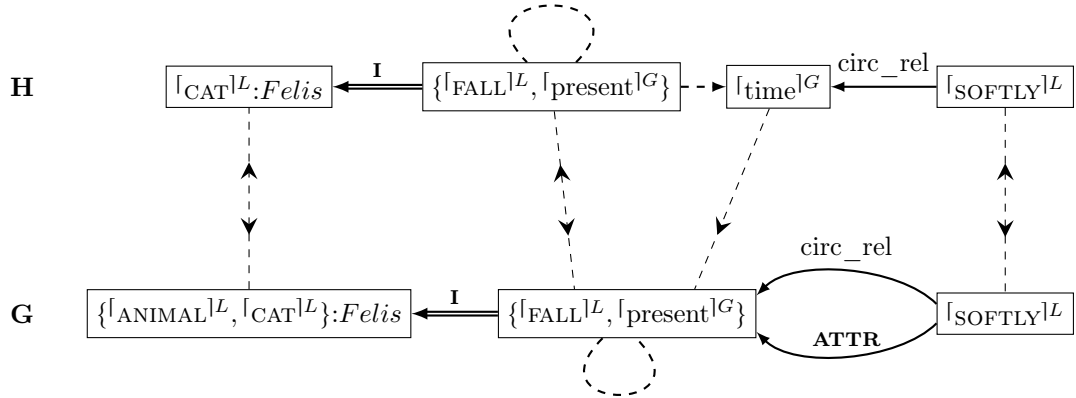 circ_rel
H ⌈CAT⌉L:Felis I {⌈FALL⌉L, ⌈present⌉G} ⌈time⌉G ⌈SOFTLY⌉L
circ_rel
G {⌈ANIMAL⌉L, ⌈CAT⌉L}:Felis I {⌈FALL⌉L, ⌈present⌉G} ⌈SOFTLY⌉L
ATTR